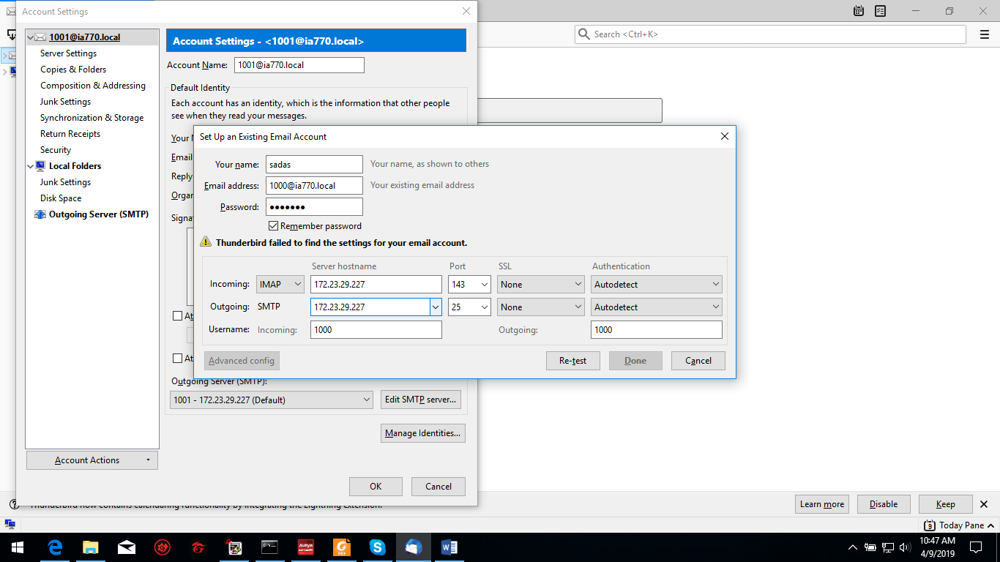 Account Settings
Search <Ctrl+K>
1001@ia770.local
Server Settings
Copies & Folders
Composition & Addressing
Junk Settings
Synchronization & Storage
Return Receipts
Security
Local Folders
Junk Settings
Disk Space
Outgoing Server (SMTP)
Account Actions
Account Settings - <1001@ia770.local>
Account Name: 1001@ia770.local
Default Identity
Each account has an identity, which is the information that other people
see when they read your messages.
Your
Email
Reply
Organ
Signa
At
At
Outgoing Server (SMTP):
1001 - 172.23.29.227 (Default)
Edit SMTP server...
Manage Identities...
OK
Cancel
Set Up an Existing Email Account
Your name: sadas Your name, as shown to others
Email address: 1000@ia770.local Your existing email address
Password: •••••••
Remember password
Thunderbird failed to find the settings for your email account.
Server hostname Port SSL Authentication
Incoming: IMAP 172.23.29.227 143 None Autodetect
Outgoing: SMTP 172.23.29.227 25 None Autodetect
Username: Incoming: 1000 Outgoing: 1000
Advanced config Re-test Done Cancel
Thunderbird now contains calendaring functionality by integrating the Lightning Extension.
Learn more Disable Keep
9 Today Pane
AVAYA
PDF
10:47 AM
4/9/2019